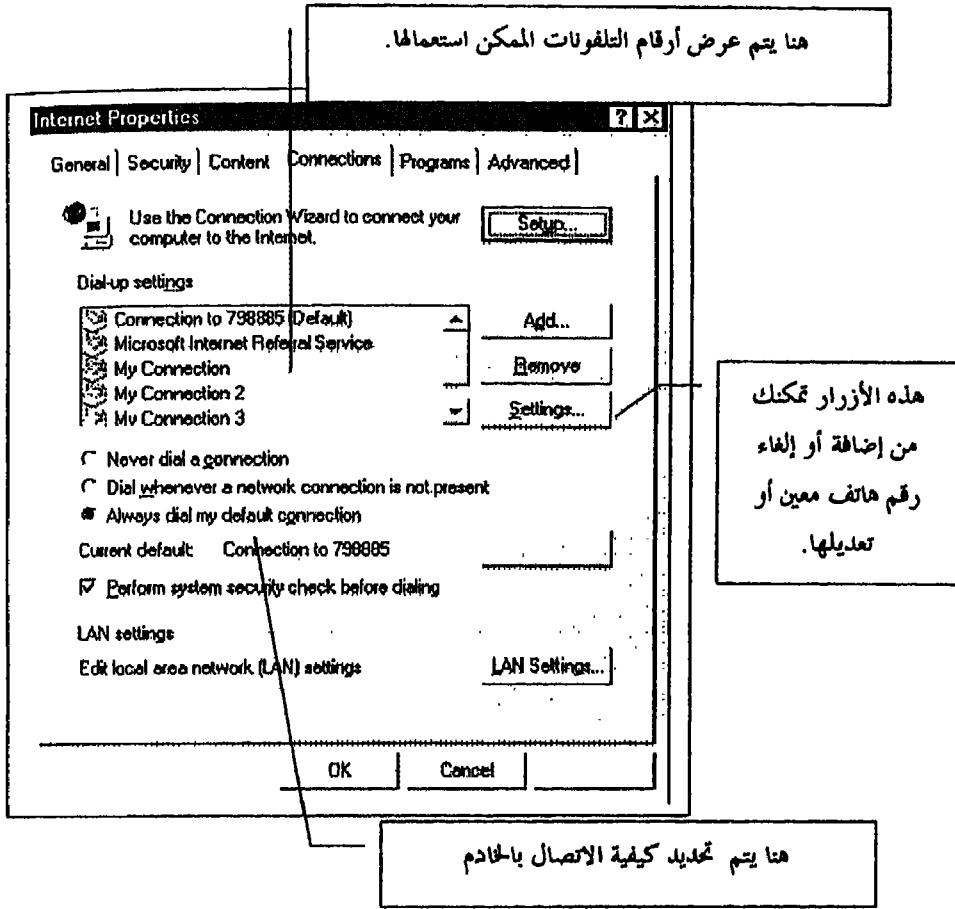 هنا يتم عرض أرقام التلفونات الممكن استعمالها.
Internet Properties
General Security Content Connections Programs Advanced
Use the Connection Wizard to connect your
computer to the Internet.
Setup...
Dial-up settings
Connection to 798885 (Default)
Microsoft Internet Referral Service
My Connection
My Connection 2
My Connection 3
Add...
Remove
Settings...
هذه الأزرار تمكنك
من إضافة أو إلغاء
رقم هاتف معين أو
تعديلها.
Never dial a connection
Dial whenever a network connection is not present
Always dial my default connection
Current default: Connection to 798885
Perform system security check before dialing
LAN settings
Edit local area network (LAN) settings
LAN Settings...
OK Cancel
هنا يتم تحديد كيفية الاتصال بالخادم